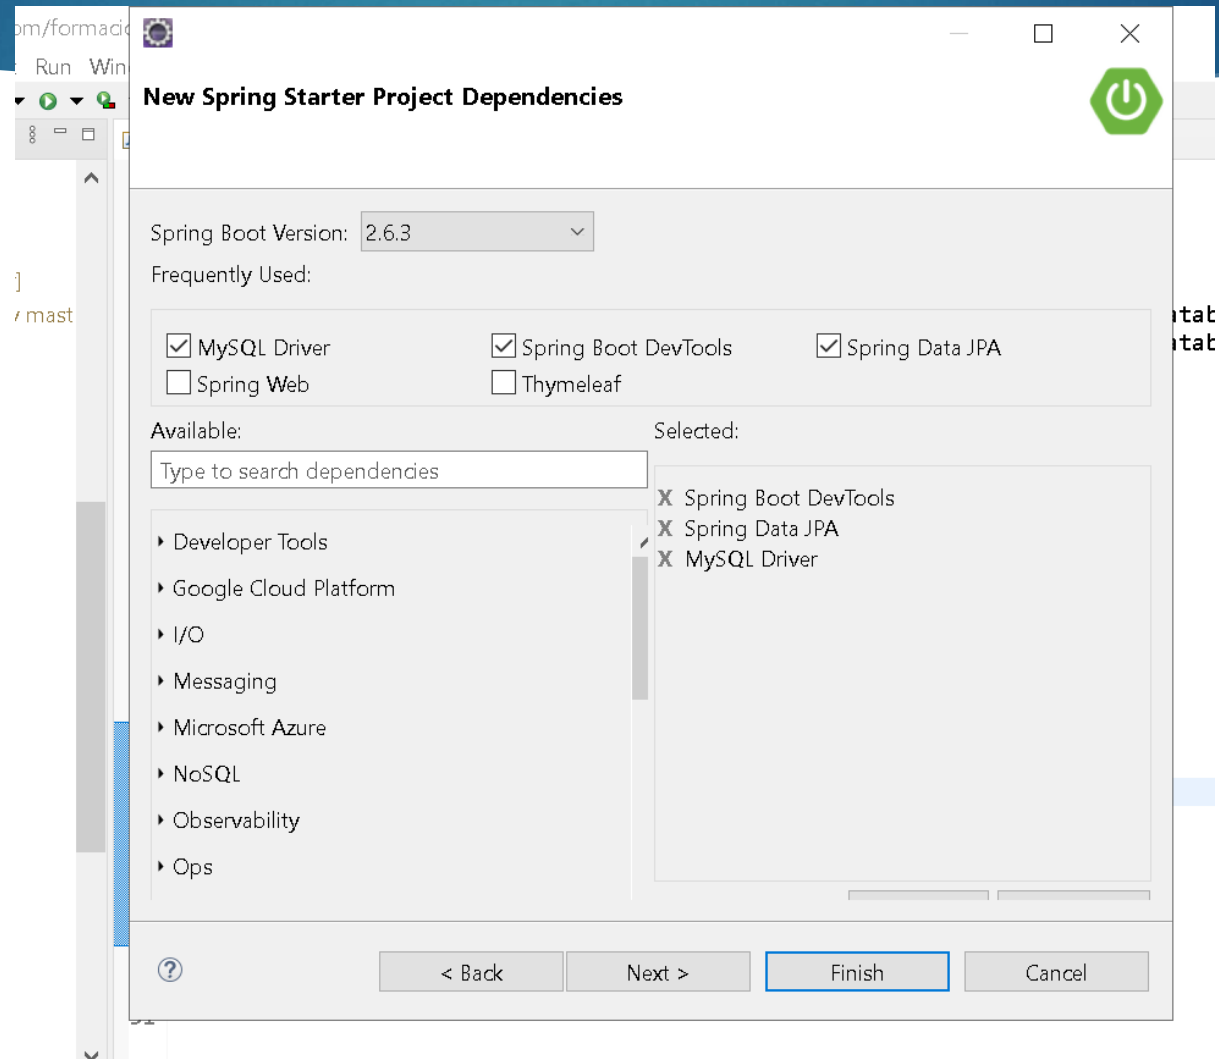 om/formació
Run Win
New Spring Starter Project Dependencies
Spring Boot Version: 2.6.3
Frequently Used:
MySQL Driver Spring Boot DevTools Spring Data JPA
Spring Web Thymeleaf
Available: Selected:
Type to search dependencies
Spring Boot DevTools
Spring Data JPA
MySQL Driver
Developer Tools
Google Cloud Platform
I/O
Messaging
Microsoft Azure
NoSQL
Observability
Ops
< Back Next > Finish Cancel
mast
atab
atab